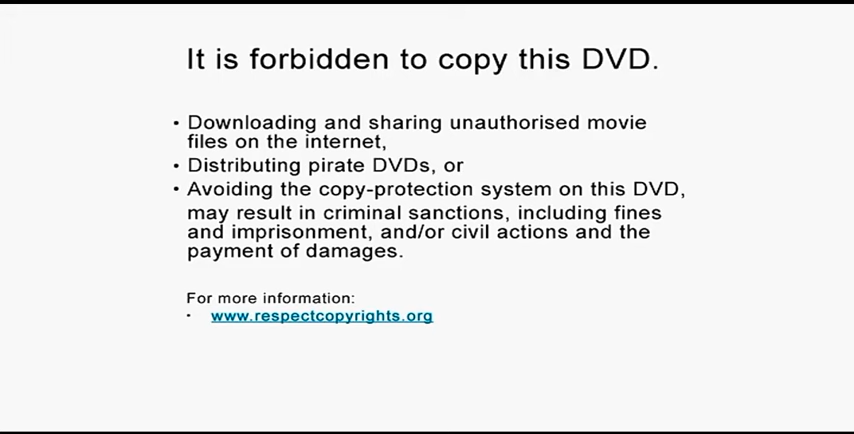 It is forbidden to copy this DVD.
• Downloading and sharing unauthorised movie
files on the internet,
• Distributing pirate DVDs, or
• Avoiding the copy-protection system on this DVD,
may result in criminal sanctions, including fines
and imprisonment, and/or civil actions and the
payment of damages.
For more information:
• www.respectcopyrights.org